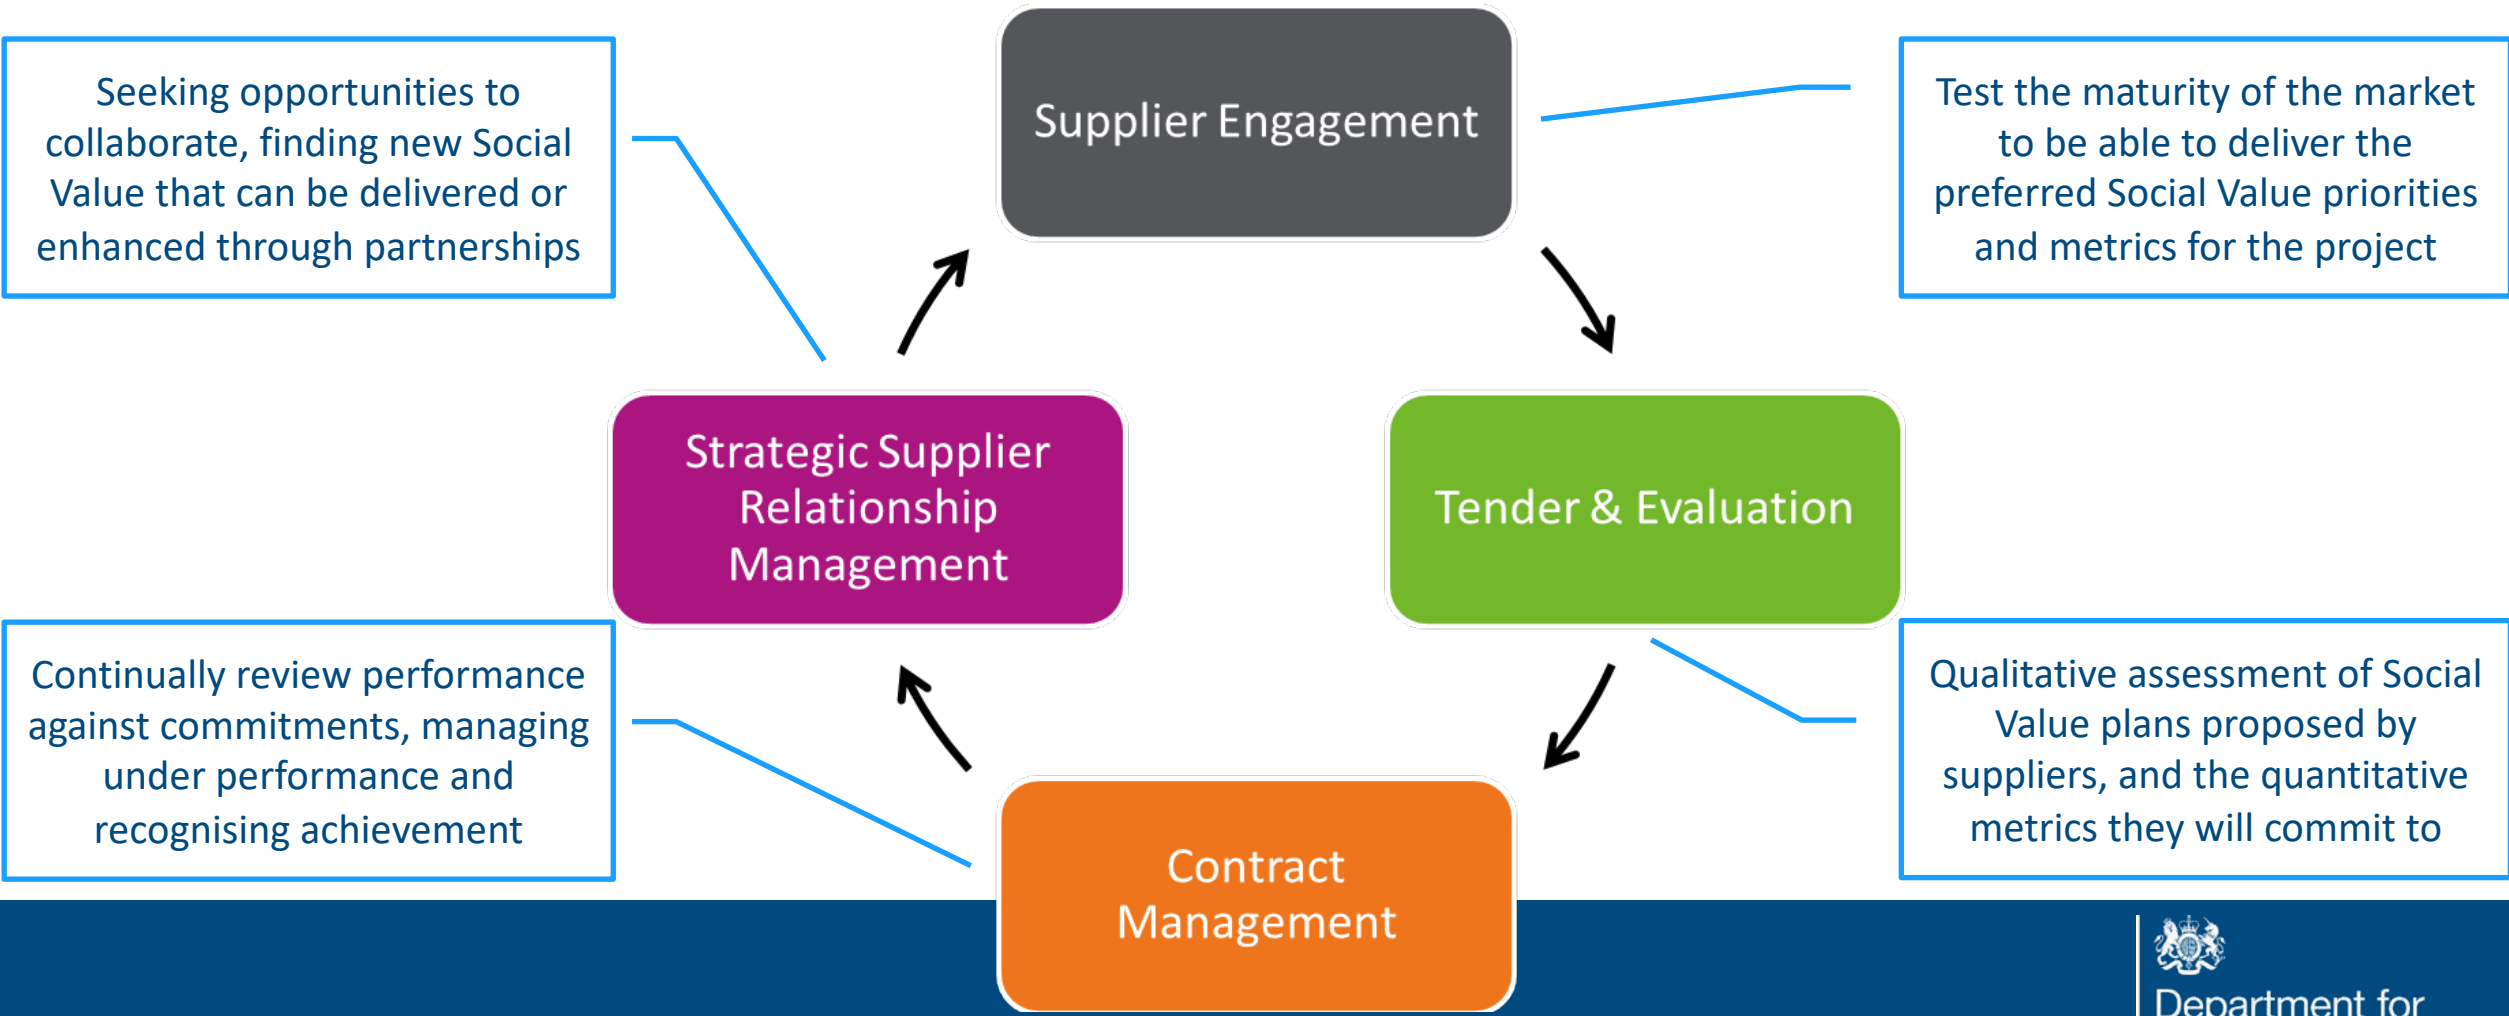 Supplier Engagement
Seeking opportunities to
collaborate, finding new Social
Value that can be delivered or
enhanced through partnerships
Test the maturity of the market
to be able to deliver the
preferred Social Value priorities
and metrics for the project
Strategic Supplier
Relationship
Management
Tender & Evaluation
Continually review performance
against commitments, managing
under performance and
recognising achievement
Qualitative assessment of Social
Value plans proposed by
suppliers, and the quantitative
metrics they will commit to
Contract
Management
Department for